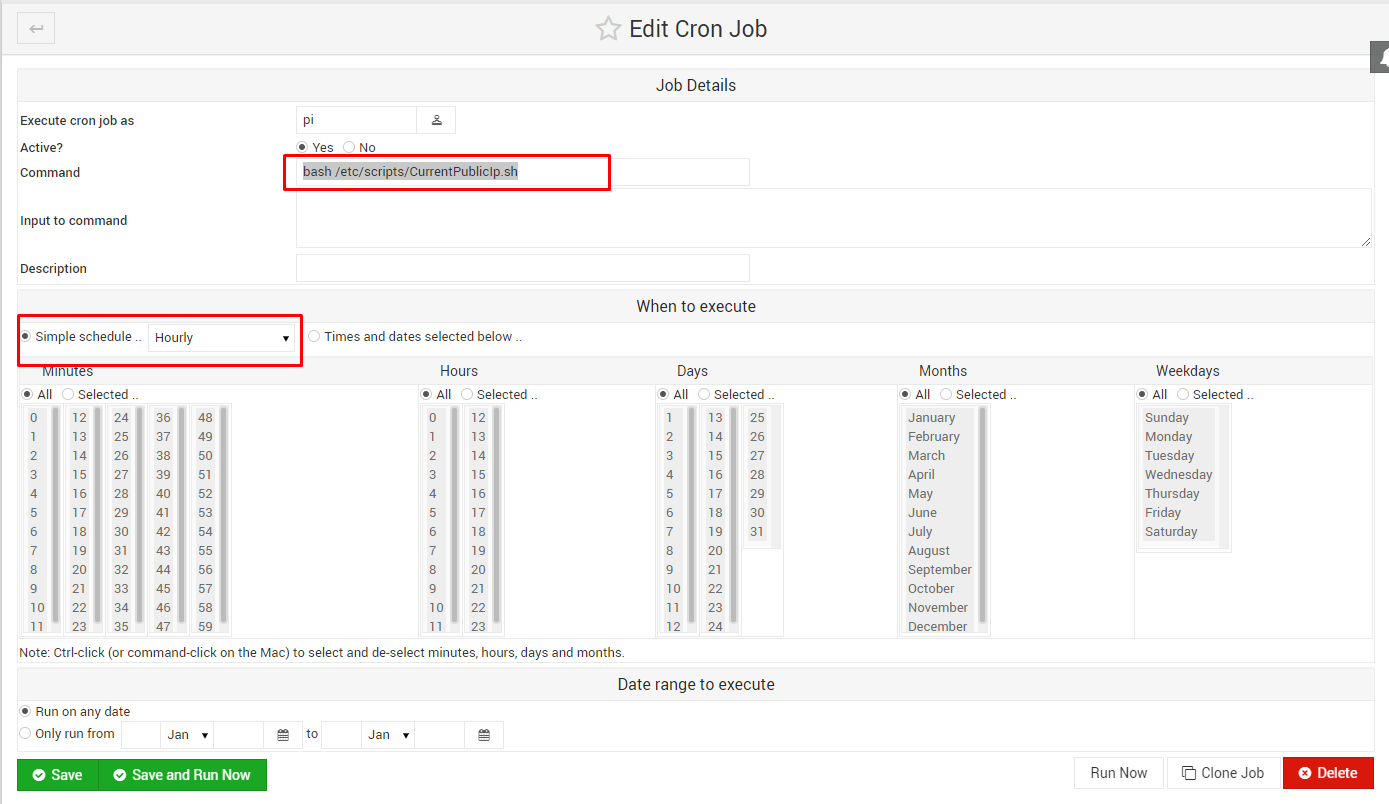 Edit Cron Job
Job Details
Execute cron job as pi
Active? Yes No
Command bash /etc/scripts/CurrentPublicIp.sh
Input to command
Description
When to execute
Simple schedule .. Hourly Times and dates selected below ..
Minutes Hours Days Months Weekdays
All Selected .. All Selected .. All Selected .. All Selected .. All Selected ..
0 12 24 36 48 0 12 1 13 25 January Sunday
1 13 25 37 49 1 13 2 14 26 February Monday
2 14 26 38 50 2 14 3 15 27 March Tuesday
3 15 27 39 51 3 15 4 16 28 April Wednesday
4 16 28 40 52 4 16 5 17 29 May Thursday
5 17 29 41 53 5 17 6 18 30 June Friday
6 18 30 42 54 6 18 7 19 31 July Saturday
7 19 31 43 55 7 19 8 20 August
8 20 32 44 56 8 20 9 21 September
9 21 33 45 57 9 21 10 22 October
10 22 34 46 58 10 22 11 23 November
11 23 35 47 59 11 23 12 24 December
Note: Ctrl-click (or command-click on the Mac) to select and de-select minutes, hours, days and months.
Date range to execute
Run on any date
Only run from Jan to Jan
Save Save and Run Now Run Now Clone Job Delete